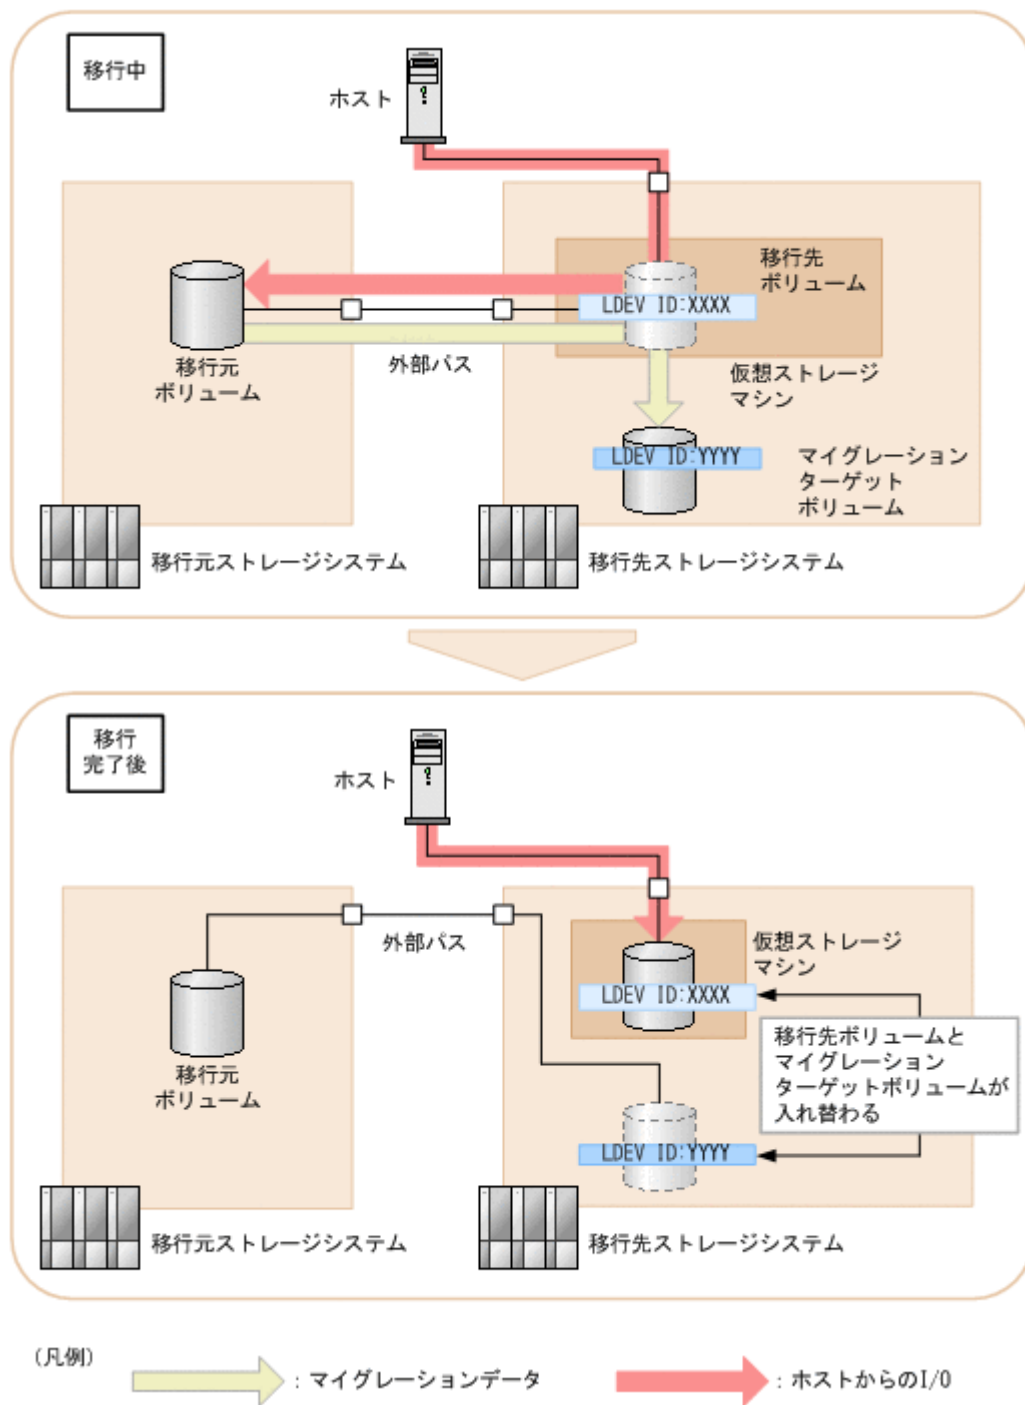 移行中
ホスト
移行先
ボリューム
LDEV ID:XXXX
移行元
ボリューム
外部パス
仮想ストレージ
マシン
LDEV ID:YYYY
マイグレーション
ターゲット
ボリューム
移行元ストレージシステム
移行先ストレージシステム
移行
完了後
ホスト
外部パス
仮想ストレージ
マシン
LDEV ID:XXXX
移行先ボリュームと
マイグレーション
ターゲットボリュームが
入れ替わる
移行元
ボリューム
LDEV ID:YYYY
移行元ストレージシステム
移行先ストレージシステム
(凡例)
: マイグレーションデータ
: ホストからのI/O